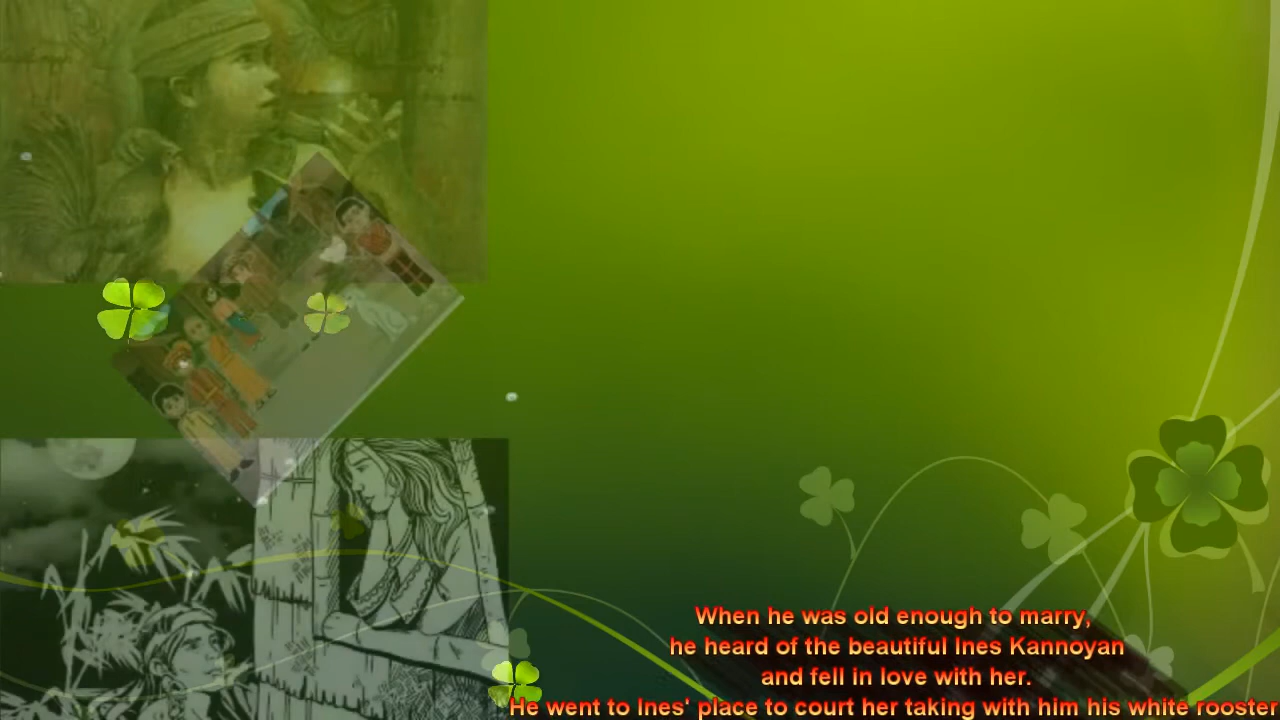 When he was old enough to marry,
he heard of the beautiful Ines Kannoyan
and fell in love with her.
He went to Ines' place to court her taking with him his white rooster